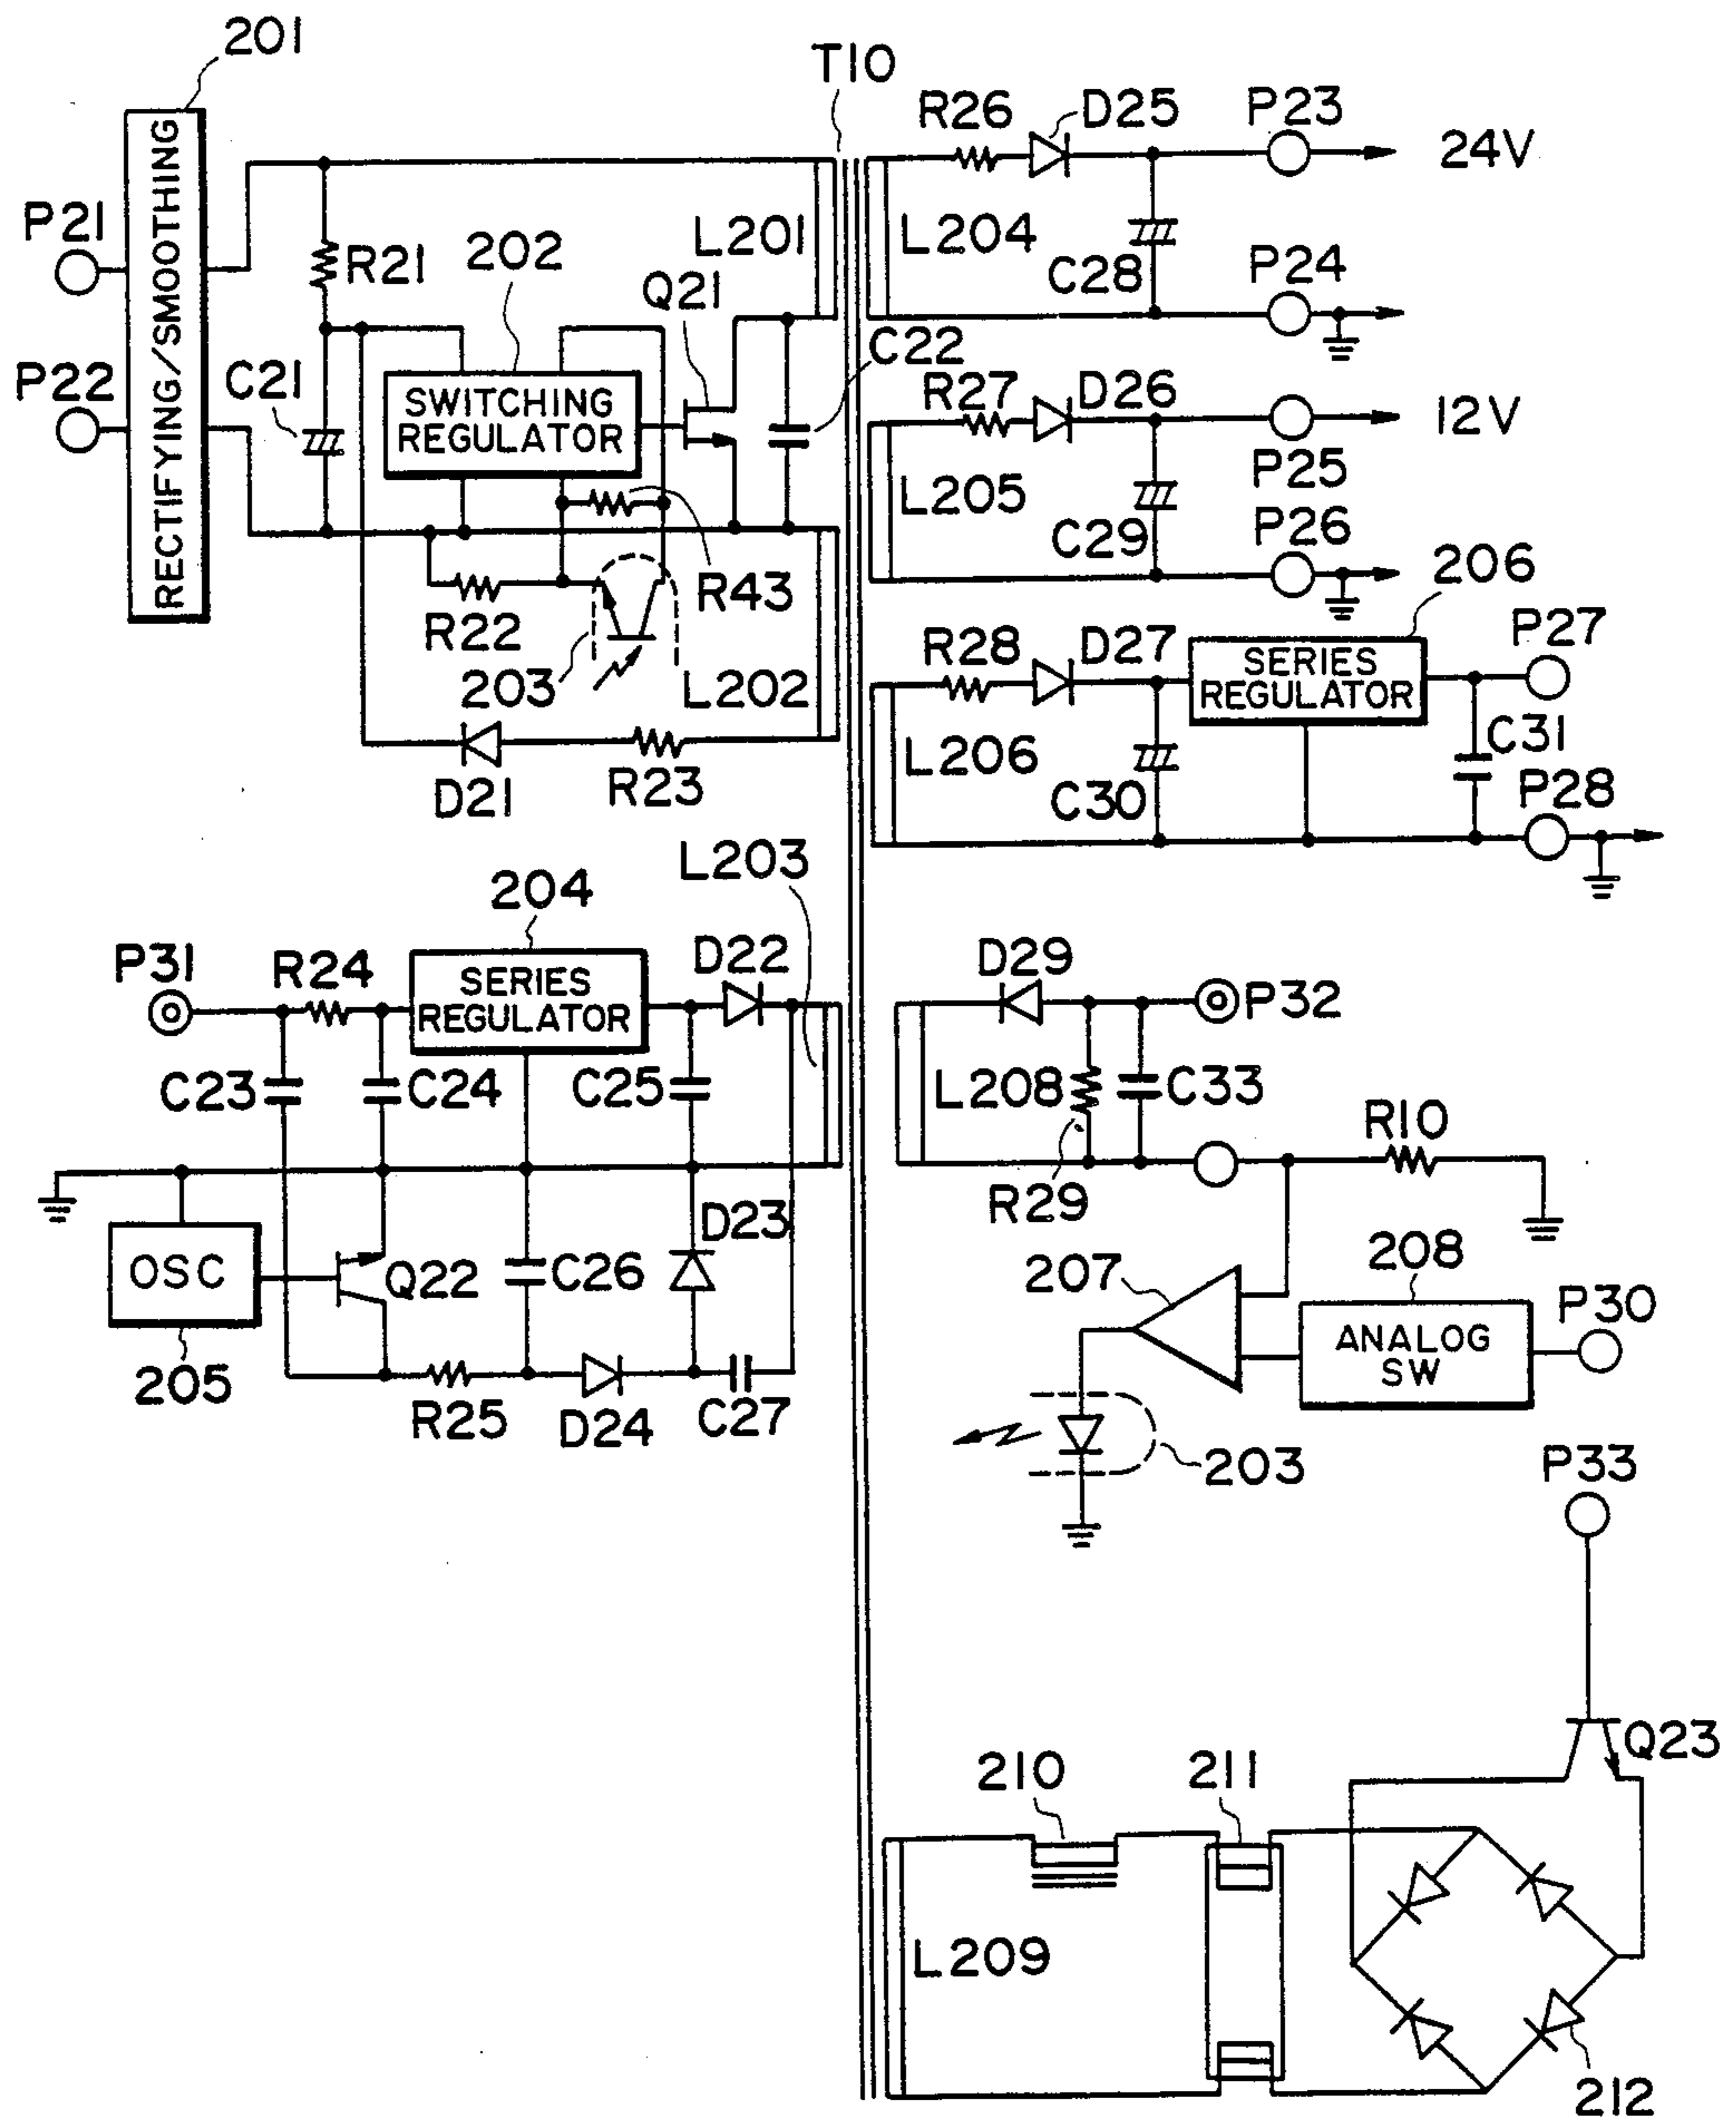 201
T10
R26
D25
P23
24V
P21
RECTIFYING/SMOOTHING
R21
202
L201
Q21
L204
C28
P24
P22
C21
SWITCHING
REGULATOR
C22
R27
D26
12V
P25
L205
C29
P26
206
R22
R43
203
L202
R28
D27
SERIES
REGULATOR
P27
L206
C30
C31
P28
D21
R23
L203
204
P31
R24
SERIES
REGULATOR
D22
D29
P32
C23
C24
C25
L208
C33
R10
R29
OSC
205
Q22
C26
D23
207
208
P30
ANALOG
SW
R25
D24
C27
203
P33
Q23
210
211
L209
212